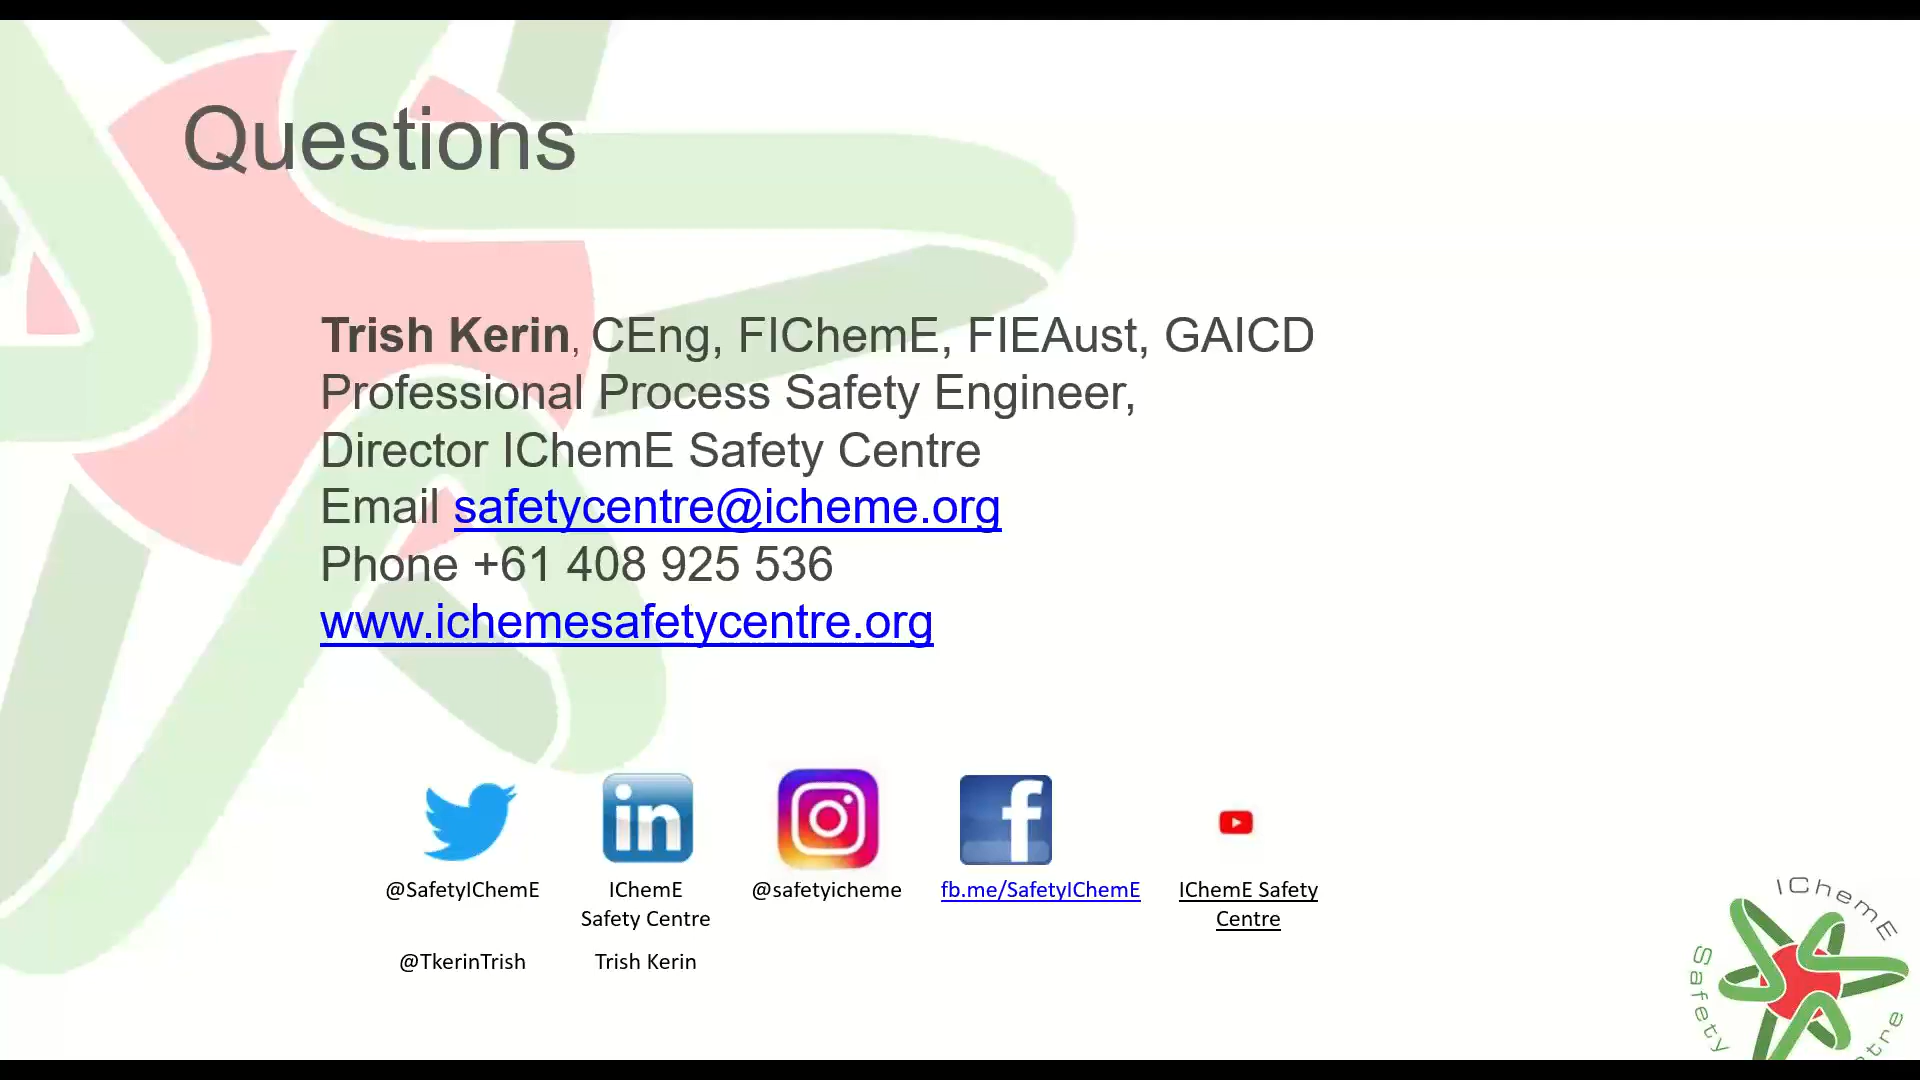 Questions
Trish Kerin, CEng, FIChemE, FIEAust, GAICD
Professional Process Safety Engineer,
Director IChemE Safety Centre
Email safetycentre@icheme.org
Phone +61 408 925 536
www.ichemesafetycentre.org
in
f
@SafetyIChemE
IChemE
Safety Centre
@safetyicheme
fb.me/SafetyIChemE
IChemE Safety
Centre
@TkerinTrish
Trish Kerin
IChemE
Safety
tre